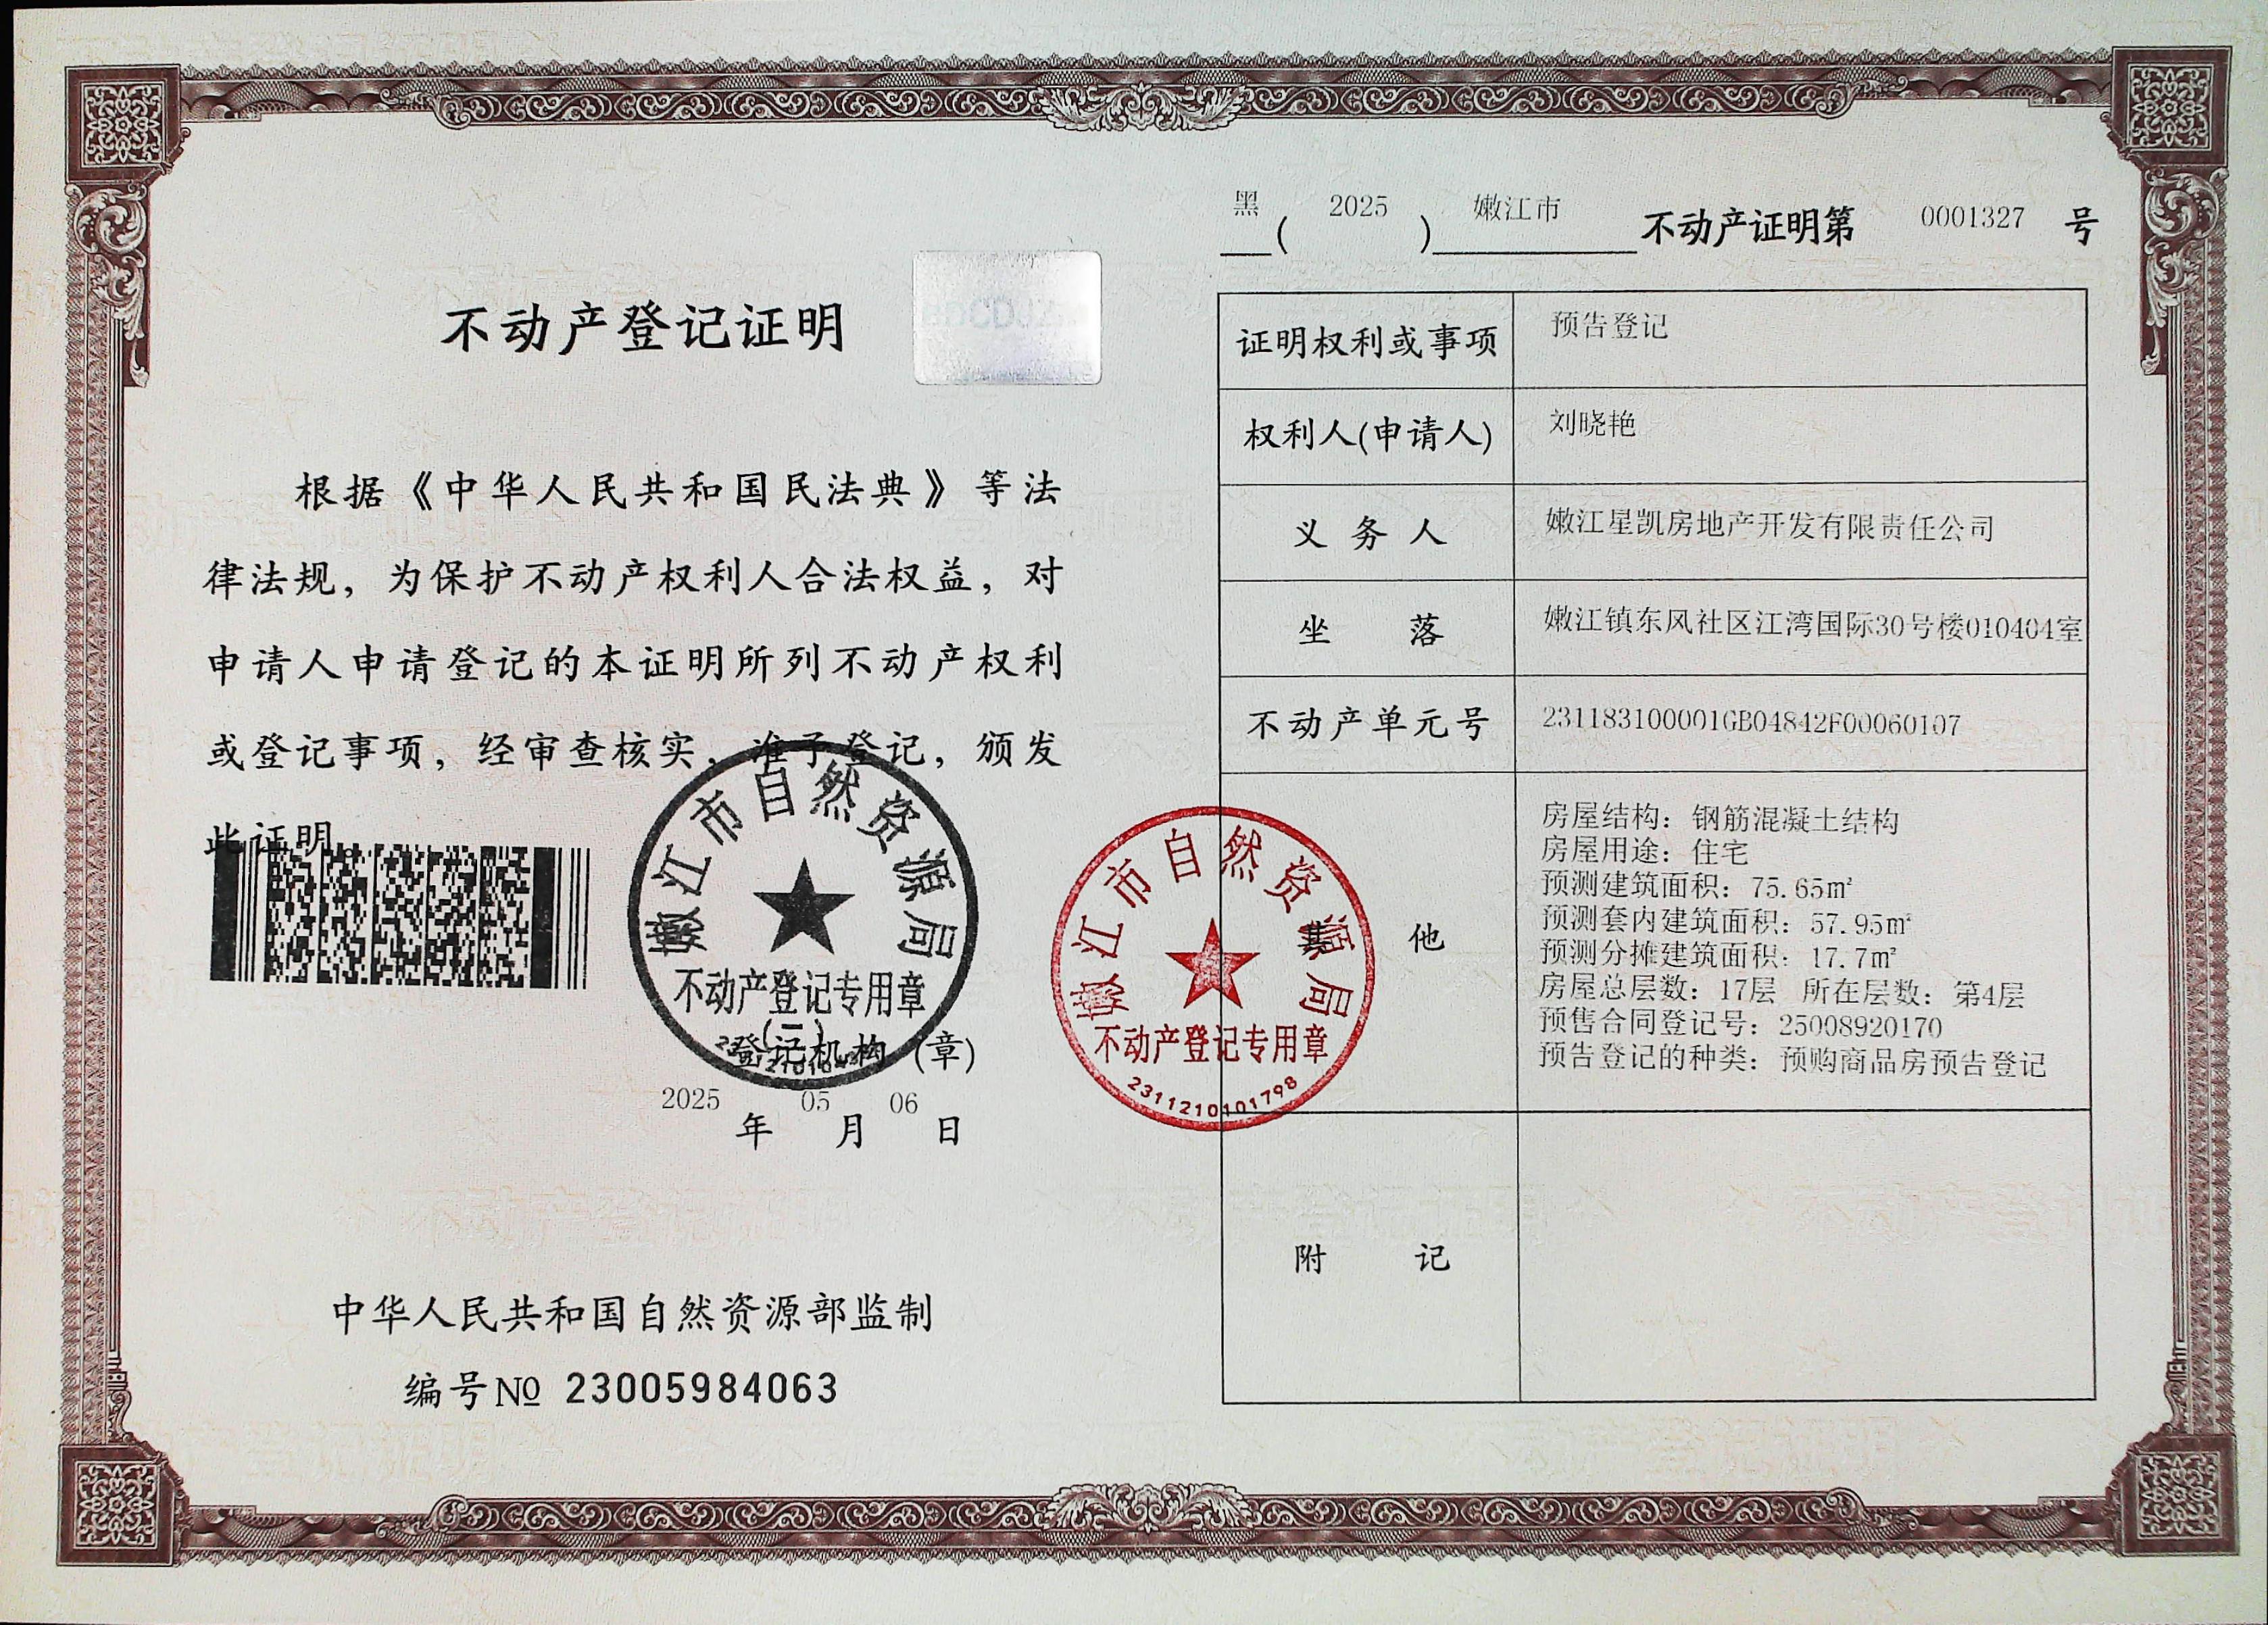 不动产登记证明
根据《中华人民共和国民法典》等法
律法规，为保护不动产权利人合法权益，对
申请人申请登记的本证明所列不动产权利
或登记事项，经审查核实，准予登记，颁发
此证明。
嫩江市自然资源局
不动产登记专用章
(二)
登记机构（章）
2025年05月06日
中华人民共和国自然资源部监制
编号№ 23005984063
黑(2025)嫩江市不动产证明第0001327号
证明权利或事项 预告登记
权利人(申请人) 刘晓艳
义务人 嫩江星凯房地产开发有限责任公司
坐落 嫩江镇东风社区江湾国际30号楼010404室
不动产单元号 231183100001GB04842F00060107
其他
房屋结构：钢筋混凝土结构
房屋用途：住宅
预测建筑面积：75.65㎡
预测套内建筑面积：57.95㎡
预测分摊建筑面积：17.7㎡
房屋总层数：17层 所在层数：第4层
预售合同登记号：25008920170
预告登记的种类：预购商品房预告登记
嫩江市自然资源局
不动产登记专用章
2311210101798
附记